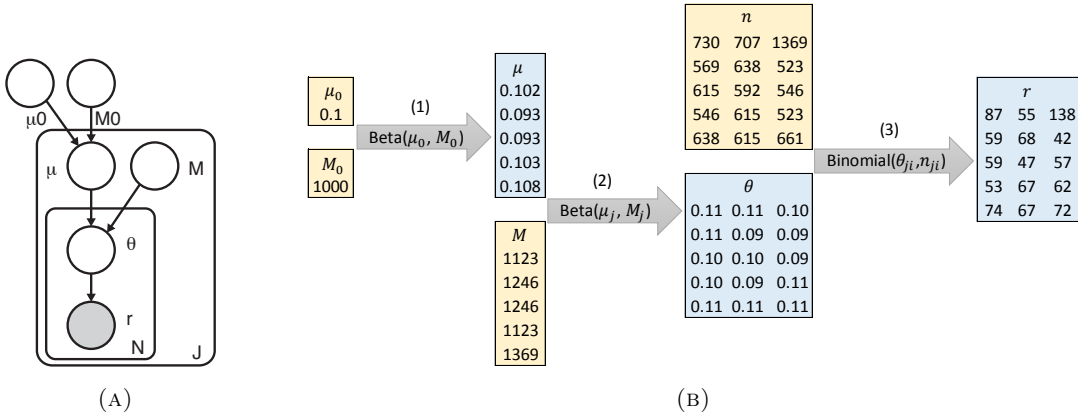 μ0
M0
μ
M
θ
r
N
J
(A)
μ₀
0.1
M₀
1000
(1)
Beta(μ₀, M₀)
μ
0.102
0.093
0.093
0.103
0.108
M
1123
1246
1246
1123
1369
(2)
Beta(μⱼ, Mⱼ)
n
730 707 1369
569 638 523
615 592 546
546 615 523
638 615 661
θ
0.11 0.11 0.10
0.11 0.09 0.09
0.10 0.10 0.09
0.10 0.09 0.11
0.11 0.11 0.11
(3)
Binomial(θⱼᵢ,nⱼᵢ)
r
87 55 138
59 68 42
59 47 57
53 67 62
74 67 72
(B)